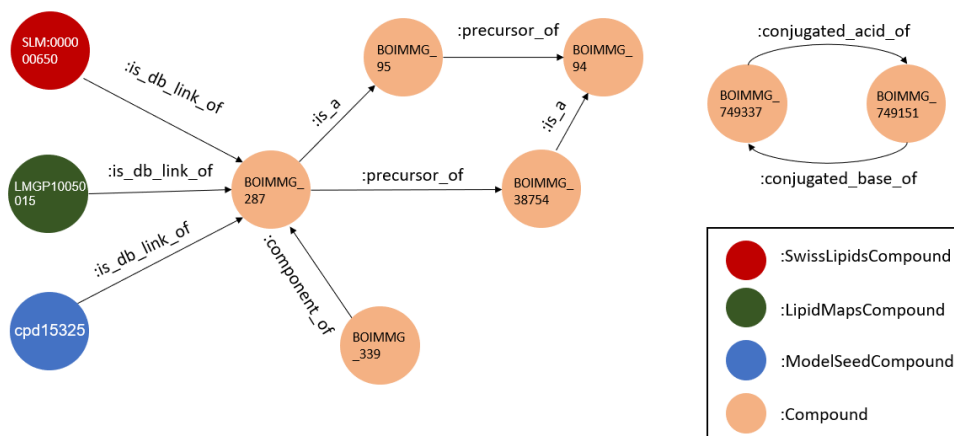 SLM:00000
00650
:is_db_link_of
BOIMMG_
95
:precursor_of
BOIMMG_
94
:is_a
:is_a
:conjugated_acid_of
BOIMMG_
749337
BOIMMG_
749151
:conjugated_base_of
LMGP10050
015
:is_db_link_of
BOIMMG_
287
:precursor_of
BOIMMG_
38754
:is_db_link_of
cpd15325
:component_of
BOIMMG
_339
:SwissLipidsCompound
:LipidMapsCompound
:ModelSeedCompound
:Compound